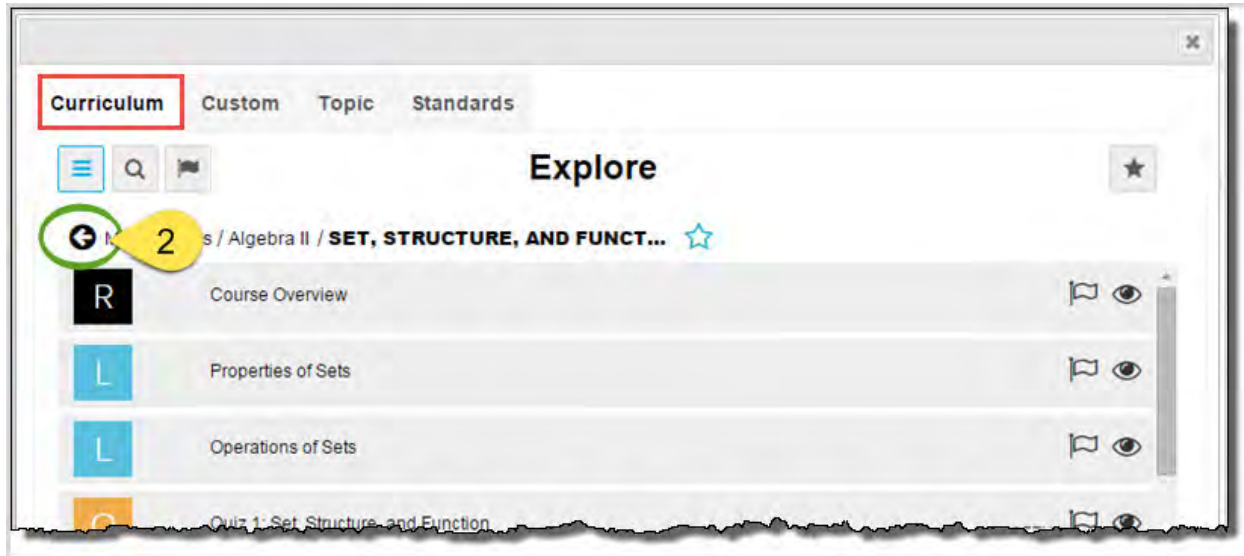 Curriculum Custom Topic Standards
Explore
2 s / Algebra II / SET, STRUCTURE, AND FUNCT...
R Course Overview
L Properties of Sets
L Operations of Sets
Quiz 1: Set, Structure, and Function